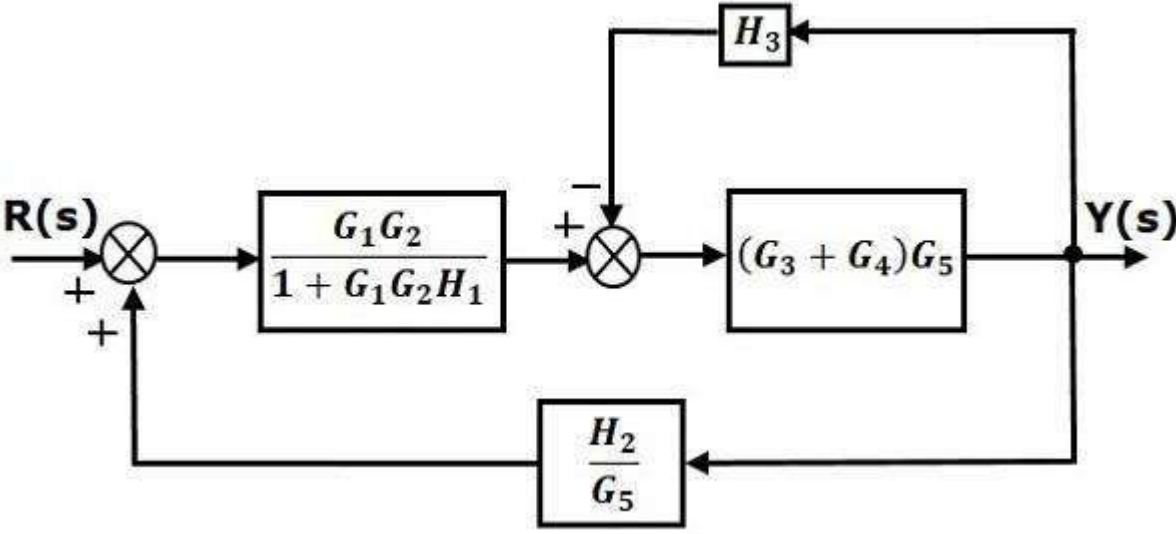 H₃
−
R(s)
G₁G₂
1 + G₁G₂H₁
+
(G₃ + G₄)G₅
Y(s)
+
+
H₂
G₅